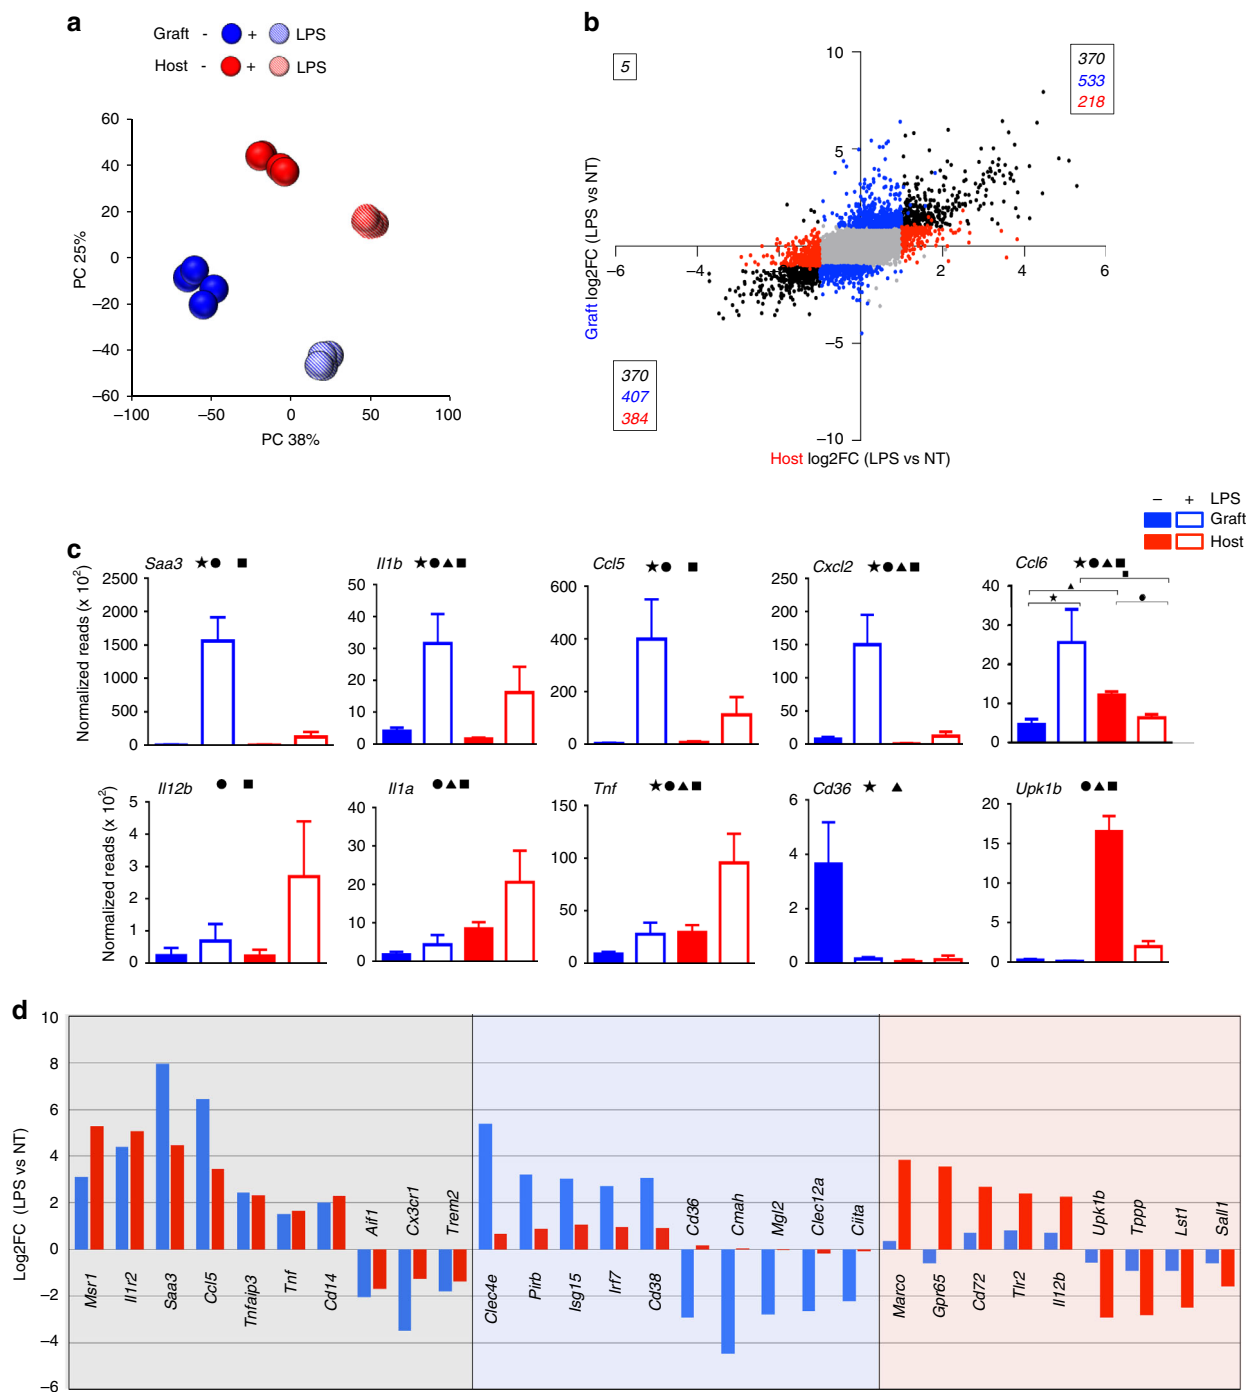 a
Graft - + LPS
Host - + LPS
60
40
20
0
–20
–40
–60
–100
–50
0
50
100
PC 25%
PC 38%
b
5
370
533
218
10
5
–5
–10
–6
–4
2
4
6
370
407
384
Graft log2FC (LPS vs NT)
Host log2FC (LPS vs NT)
– + LPS
Graft
Host
c
Normalized reads (x 10²)
Saa3 ★● ■
2500
2000
1500
1000
500
0
Il1b ★●▲■
50
40
30
20
10
0
Ccl5 ★● ■
600
400
200
0
Cxcl2 ★●▲■
250
200
150
100
50
0
Ccl6 ★●▲■
40
30
20
10
0
Normalized reads (x 10²)
Il12b ● ■
5
4
3
2
1
0
Il1a ●▲■
40
30
20
10
0
Tnf ★●▲■
150
100
50
0
Cd36 ★ ▲
6
4
2
0
Upk1b ●▲■
20
15
10
5
0
d
Log2FC (LPS vs NT)
10
8
6
4
2
0
–2
–4
–6
Msr1
Il1r2
Saa3
Ccl5
Tnfaip3
Tnf
Cd14
Aif1
Cx3cr1
Trem2
Clec4e
Pirb
Isg15
Irf7
Cd38
Cd36
Cmah
Mgl2
Clec12a
Ciita
Marco
Gpr65
Cd72
Tlr2
Il12b
Upk1b
Tppp
Lst1
Sall1